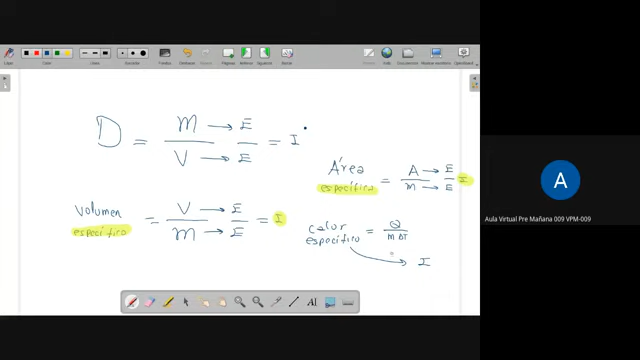 D = M → E / V → E = I
Área
específica = A → E / m → E I
Volumen
específico = V → E / m → E = I
calor
específico = Q / m ΔT
→ I
A
Aula Virtual Pre Mañana 009 VPM-009